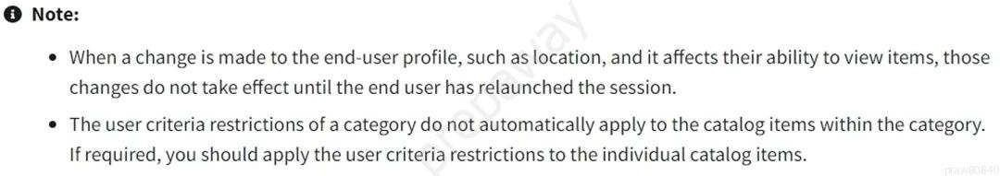 Note:
• When a change is made to the end-user profile, such as location, and it affects their ability to view items, those
changes do not take effect until the end user has relaunched the session.
• The user criteria restrictions of a category do not automatically apply to the catalog items within the category.
If required, you should apply the user criteria restrictions to the individual catalog items.